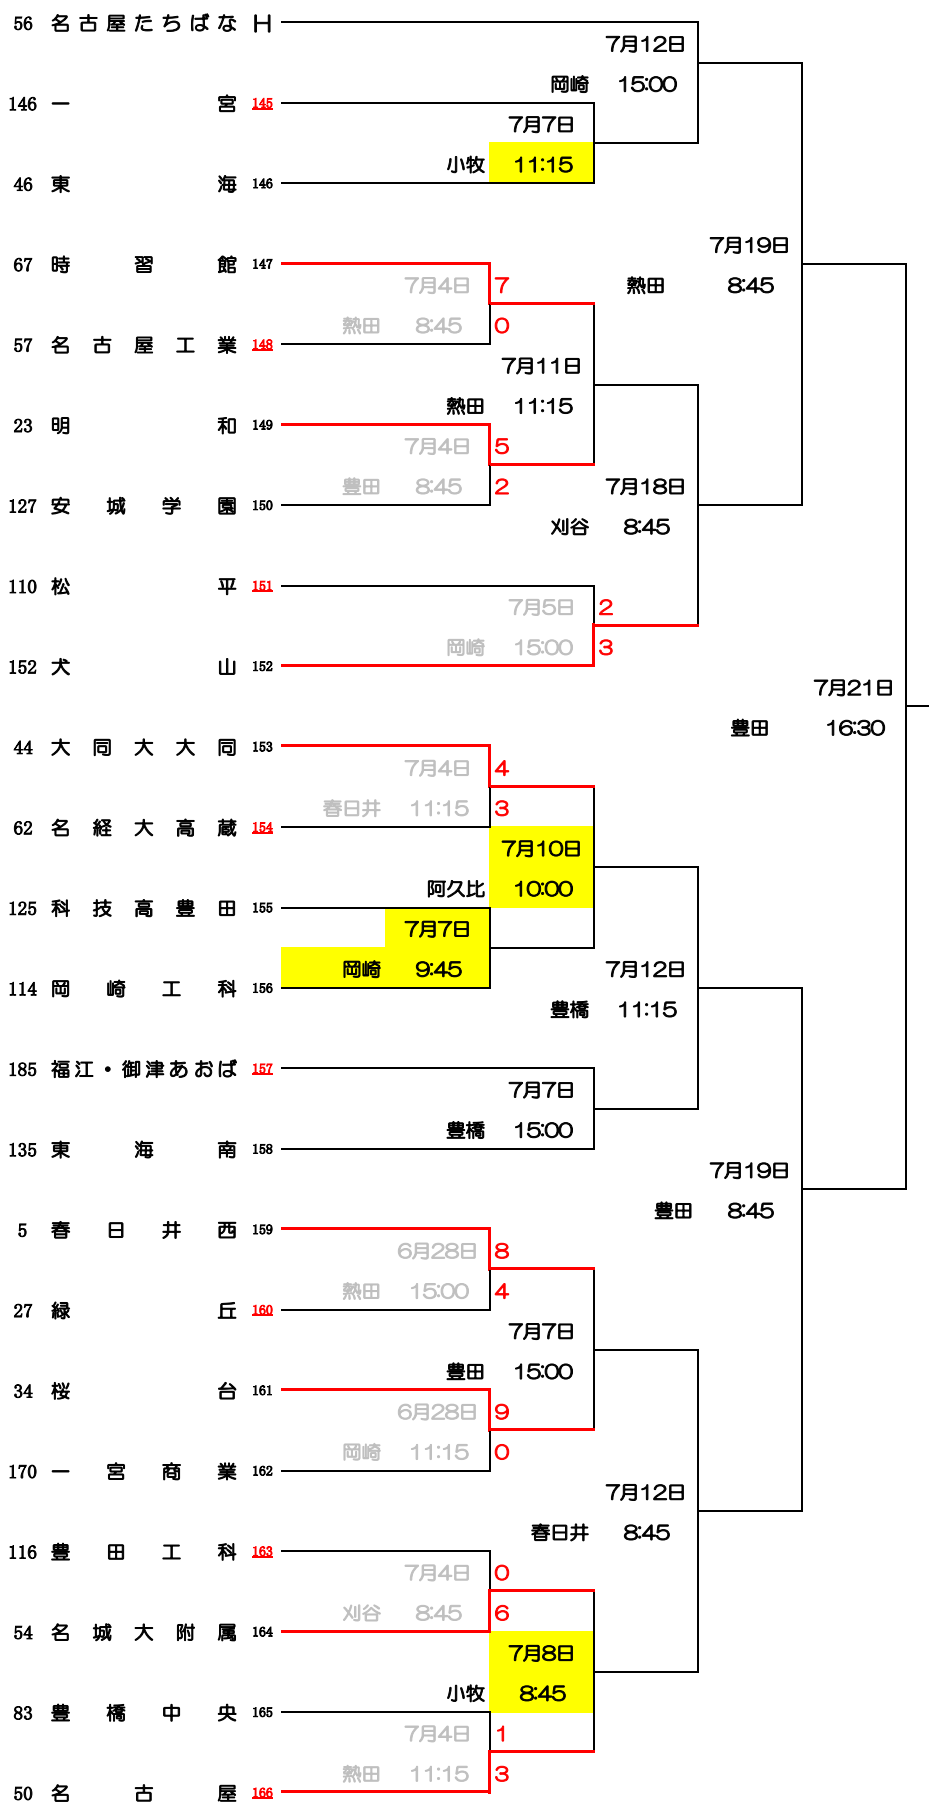 56 名古屋たちばな H
7月12日
岡崎 15:00
146 一宮 145
7月7日
小牧 11:15
46 東海 146
7月19日
熱田 8:45
67 時習館 147
7月4日 7
熱田 8:45 0
57 名古屋工業 148
7月11日
熱田 11:15
23 明和 149
7月4日 5
豊田 8:45 2
127 安城学園 150
7月18日
刈谷 8:45
110 松平 151
7月5日 2
岡崎 15:00 3
152 犬山 152
7月21日
豊田 16:30
44 大同大大同 153
7月4日 4
春日井 11:15 3
62 名経大高蔵 154
7月10日
阿久比 10:00
125 科技高豊田 155
7月7日
岡崎 9:45
114 岡崎工科 156
7月12日
豊橋 11:15
185 福江・御津あおば 157
7月7日
豊橋 15:00
135 東海南 158
7月19日
豊田 8:45
5 春日井西 159
6月28日 8
熱田 15:00 4
27 緑丘 160
7月7日
豊田 15:00
34 桜台 161
6月28日 9
岡崎 11:15 0
170 一宮商業 162
7月12日
春日井 8:45
116 豊田工科 163
7月4日 0
刈谷 8:45 6
54 名城大附属 164
7月8日
小牧 8:45
83 豊橋中央 165
7月4日 1
熱田 11:15 3
50 名古屋 166